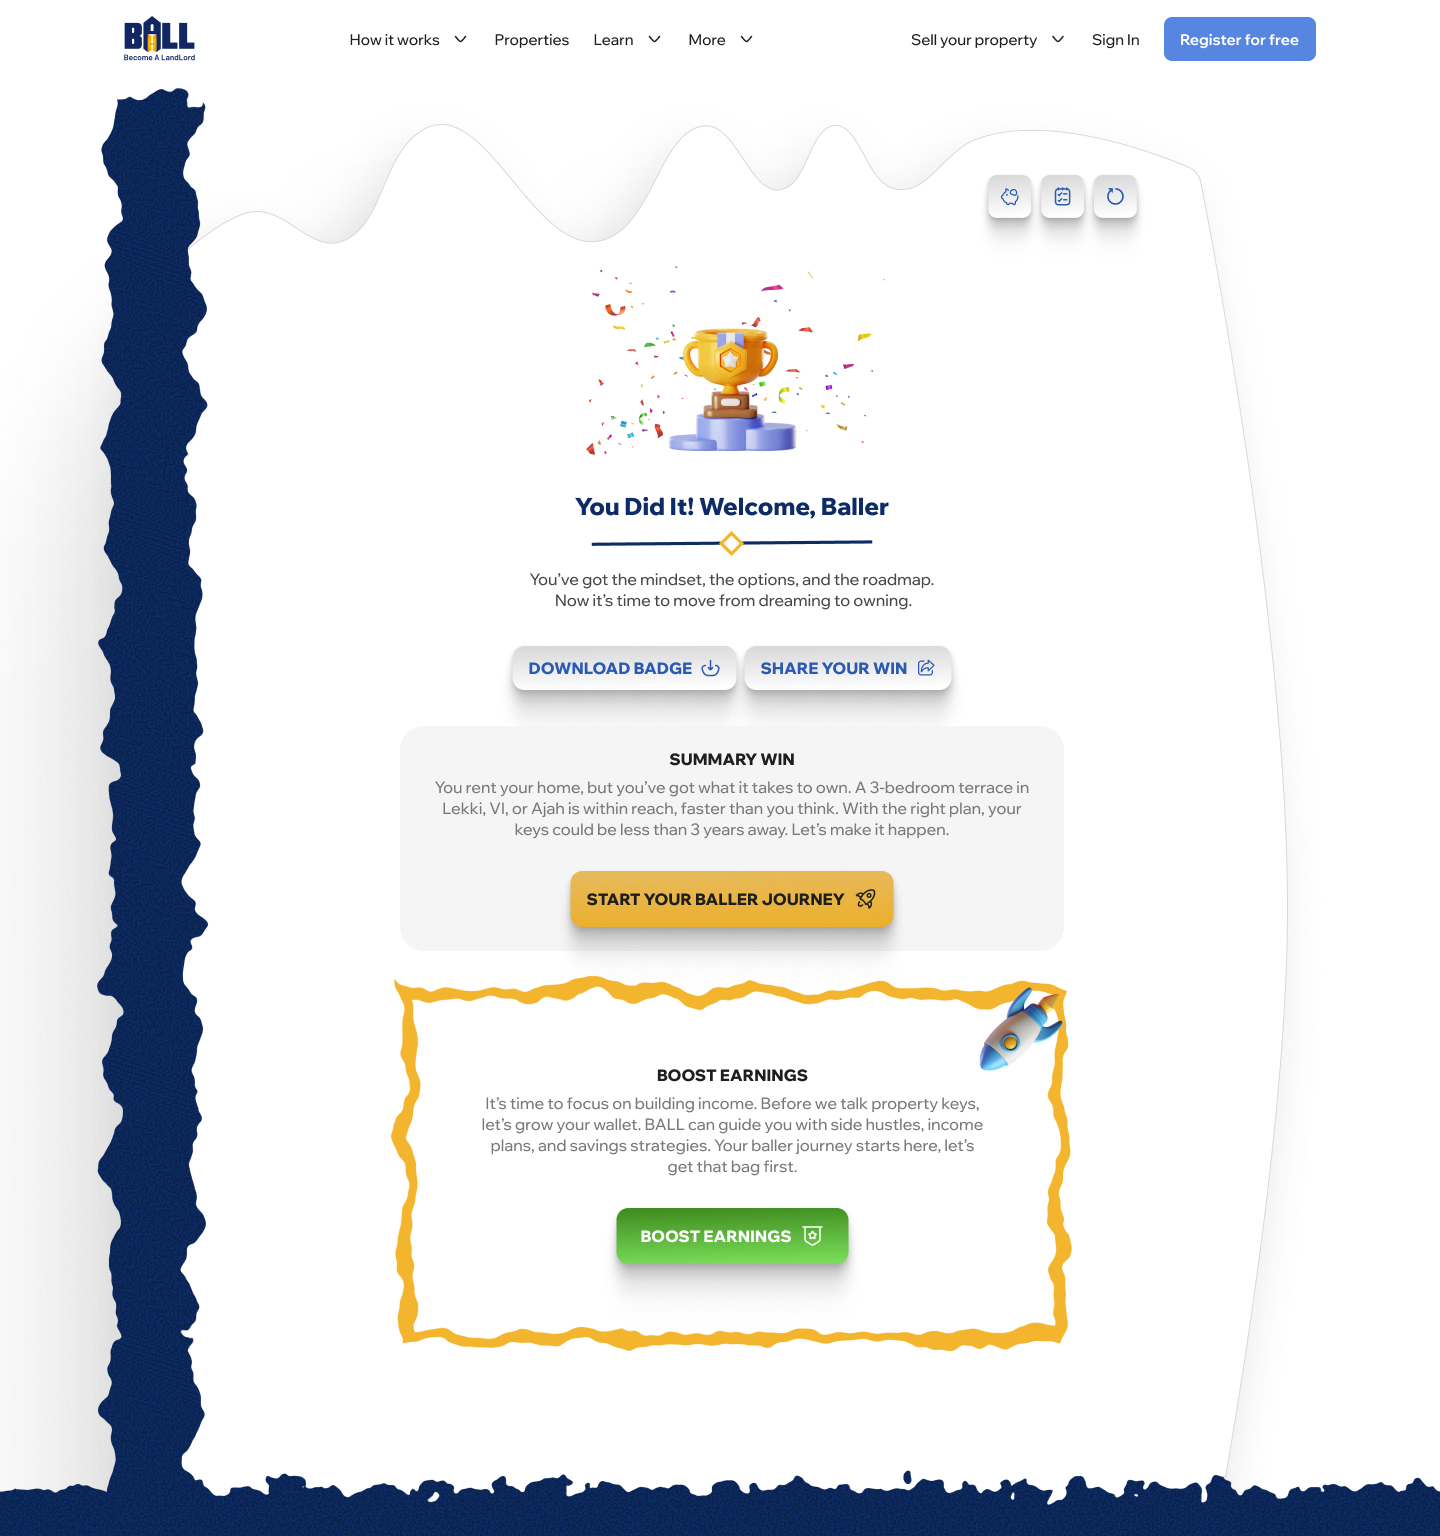 BALL
Become A LandLord
How it works
Properties
Learn
More
Sell your property
Sign In
Register for free
You Did It! Welcome, Baller
You’ve got the mindset, the options, and the roadmap.
Now it’s time to move from dreaming to owning.
DOWNLOAD BADGE
SHARE YOUR WIN
SUMMARY WIN
You rent your home, but you’ve got what it takes to own. A 3-bedroom terrace in
Lekki, VI, or Ajah is within reach, faster than you think. With the right plan, your
keys could be less than 3 years away. Let’s make it happen.
START YOUR BALLER JOURNEY
BOOST EARNINGS
It’s time to focus on building income. Before we talk property keys,
let’s grow your wallet. BALL can guide you with side hustles, income
plans, and savings strategies. Your baller journey starts here, let’s
get that bag first.
BOOST EARNINGS